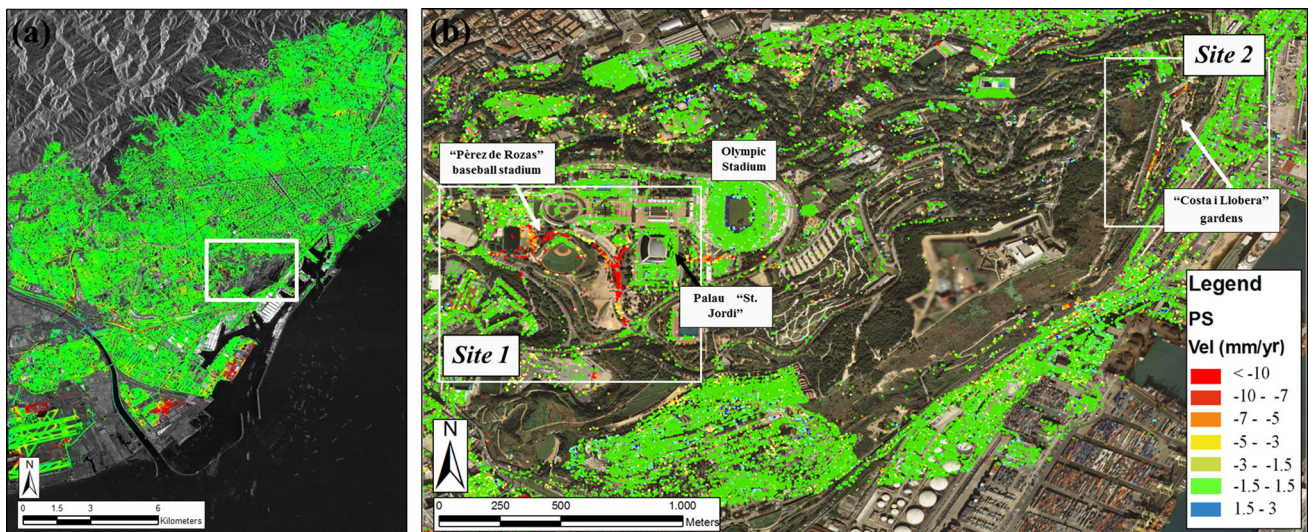 (a)
N
0 1.5 3 6
Kilometers
(b)
Site 2
“Pèrez de Rozas”
baseball stadium
Olympic
Stadium
“Costa i Llobera”
gardens
Palau “St.
Jordi”
Site 1
N
0 250 500 1.000
Meters
Legend
PS
Vel (mm/yr)
< -10
-10 - -7
-7 - -5
-5 - -3
-3 - -1.5
-1.5 - 1.5
1.5 - 3